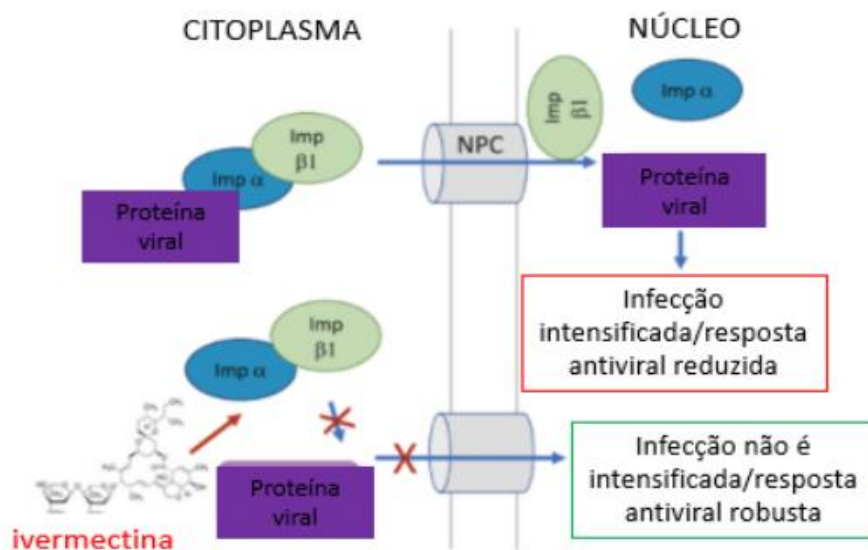 CITOPLASMA
NÚCLEO
Imp
β1
Imp α
Proteína
viral
NPC
Imp
β1
Imp α
Proteína
viral
Infecção
intensificada/resposta
antiviral reduzida
Imp
β1
Imp α
Proteína
viral
ivermectina
Infecção não é
intensificada/resposta
antiviral robusta